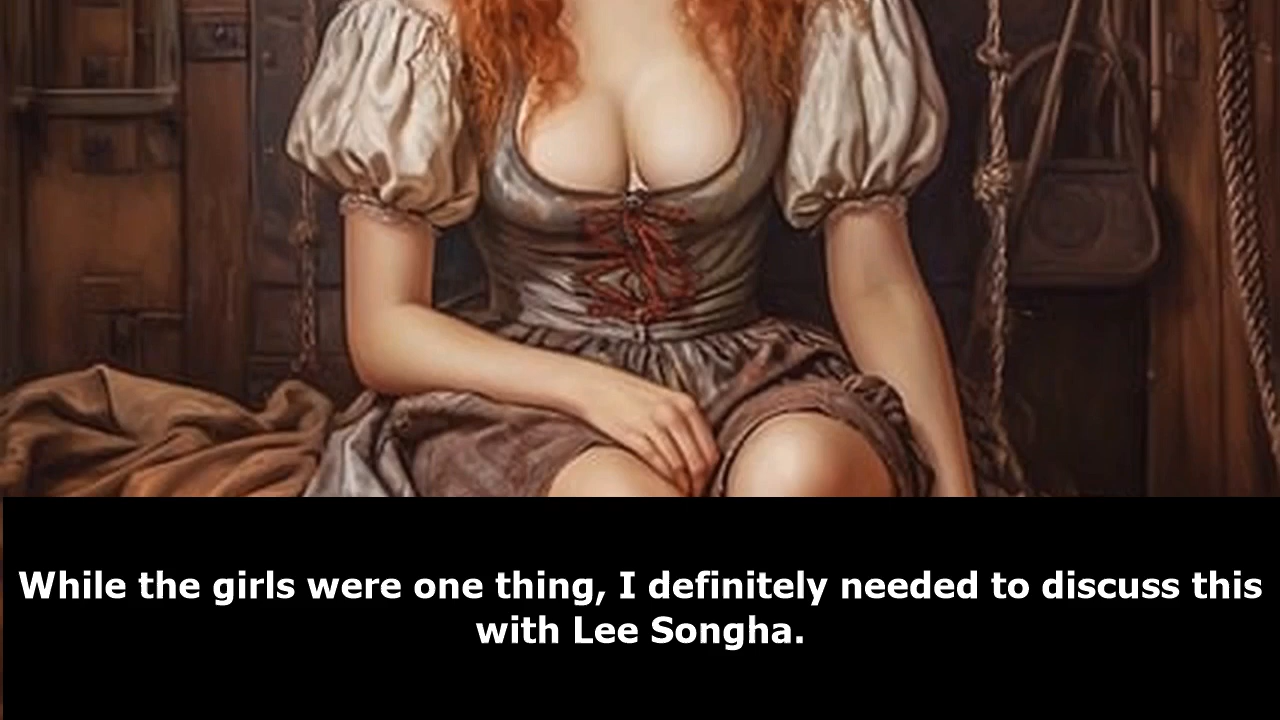 While the girls were one thing, I definitely needed to discuss this
with Lee Songha.